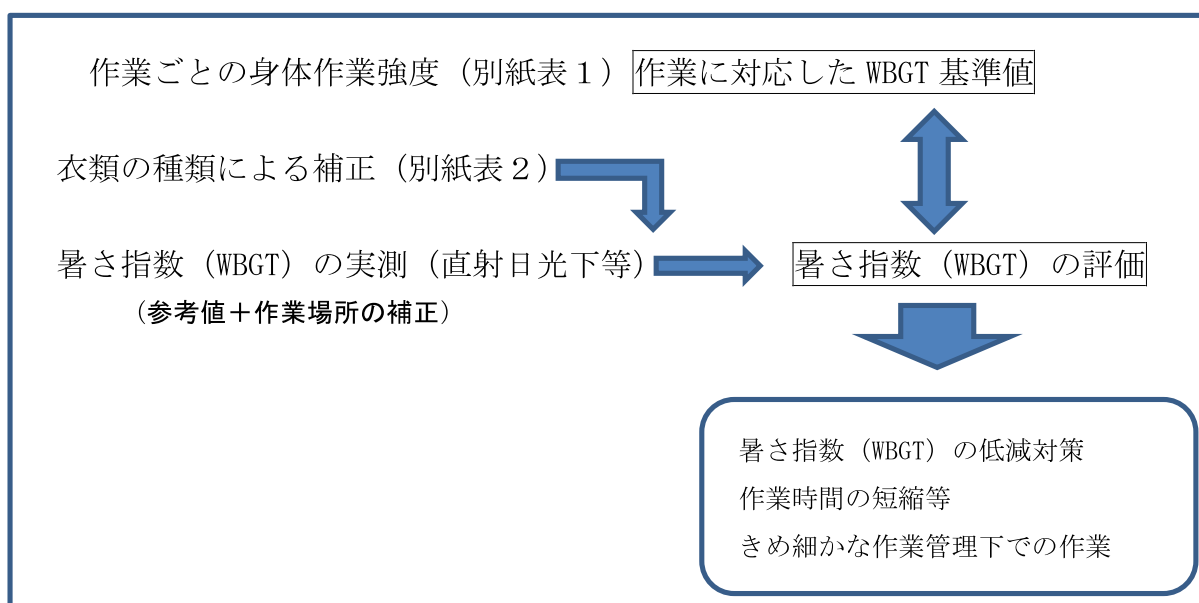 作業ごとの身体作業強度（別紙表１）作業に対応した WBGT 基準値
衣類の種類による補正（別紙表２）
暑さ指数（WBGT）の実測（直射日光下等） 暑さ指数（WBGT）の評価
（参考値＋作業場所の補正）
暑さ指数（WBGT）の低減対策
作業時間の短縮等
きめ細かな作業管理下での作業